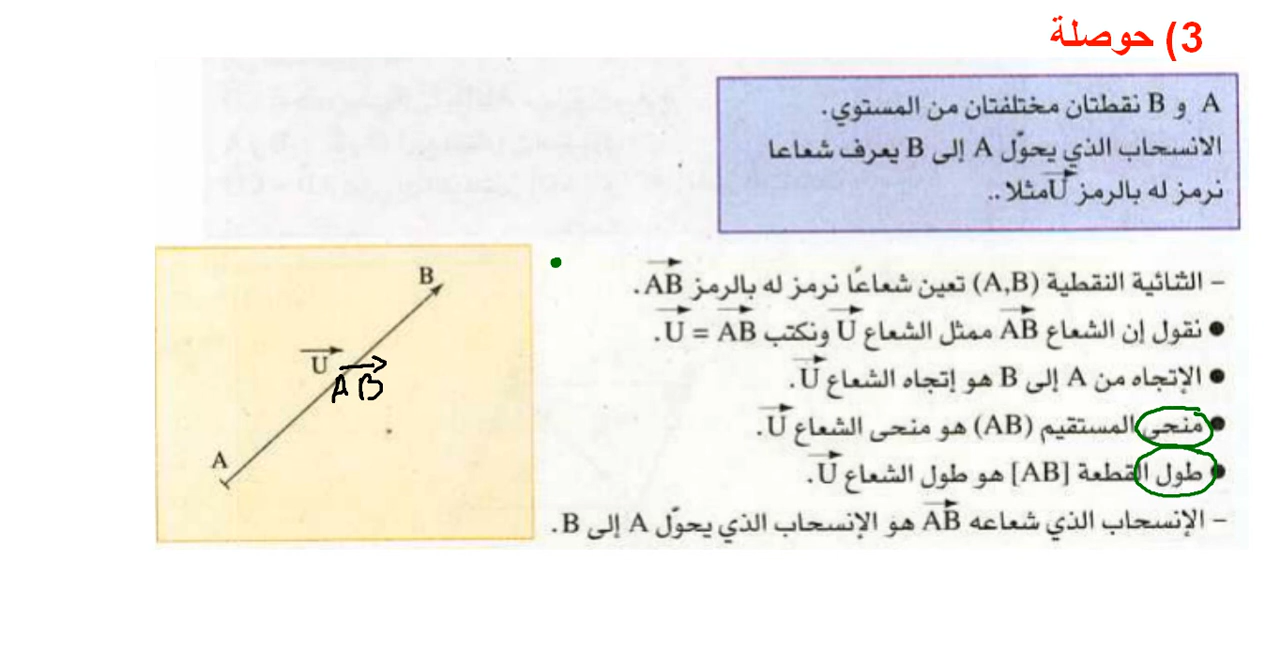 3) حوصلة
A و B نقطتان مختلفتان من المستوي.
الانسحاب الذي يحوّل A إلى B يعرف شعاعا
نرمز له بالرمز U مثلا ..
– الثنائية النقطية (A,B) تعين شعاعًا نرمز له بالرمز AB.
● نقول إن الشعاع AB ممثل الشعاع U ونكتب U = AB.
● الإتجاه من A إلى B هو إتجاه الشعاع U.
● منحى المستقيم (AB) هو منحى الشعاع U.
● طول القطعة [AB] هو طول الشعاع U.
– الإنسحاب الذي شعاعه AB هو الإنسحاب الذي يحوّل A إلى B.
B
U
AB
A